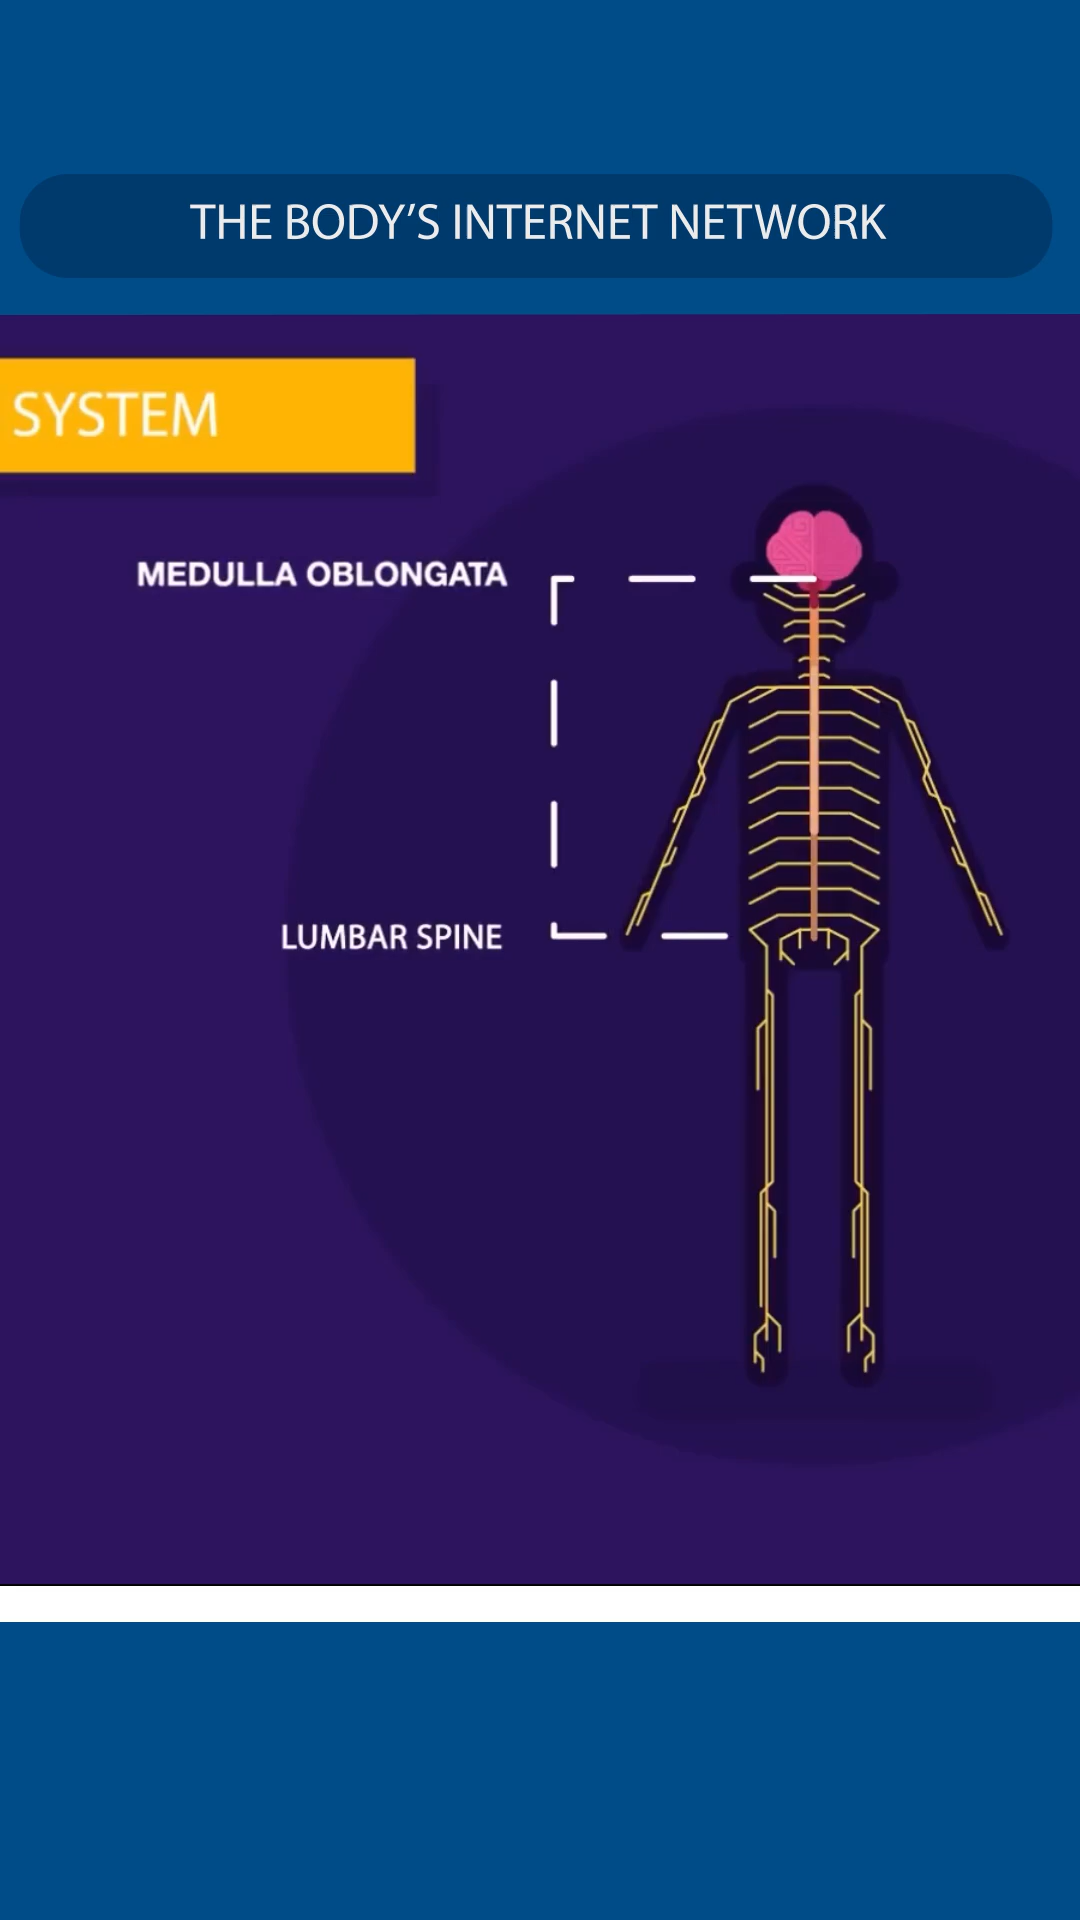 THE BODY’S INTERNET NETWORK
SYSTEM
MEDULLA OBLONGATA
LUMBAR SPINE